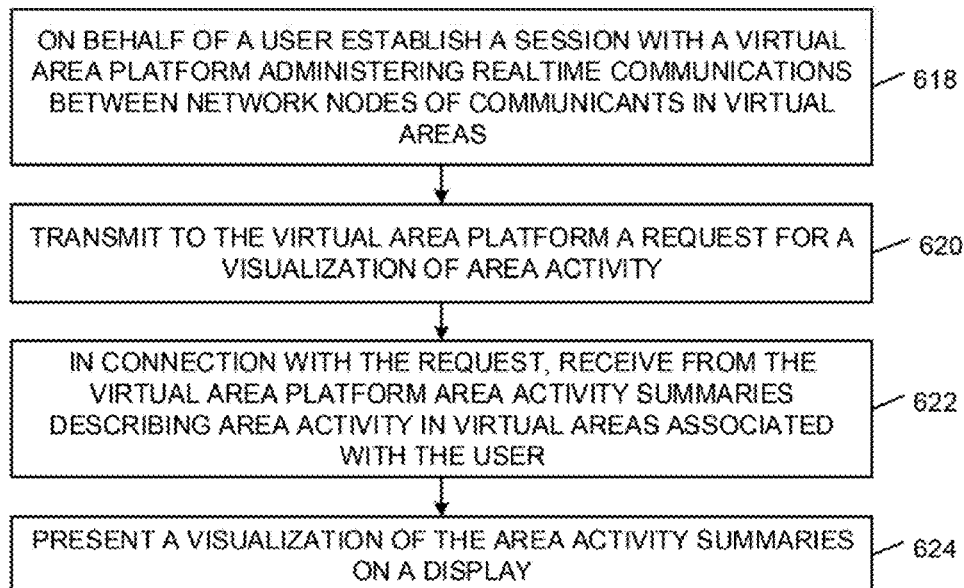 ON BEHALF OF A USER ESTABLISH A SESSION WITH A VIRTUAL
AREA PLATFORM ADMINISTERING REALTIME COMMUNICATIONS
BETWEEN NETWORK NODES OF COMMUNICANTS IN VIRTUAL
AREAS
618
TRANSMIT TO THE VIRTUAL AREA PLATFORM A REQUEST FOR A
VISUALIZATION OF AREA ACTIVITY
620
IN CONNECTION WITH THE REQUEST, RECEIVE FROM THE
VIRTUAL AREA PLATFORM AREA ACTIVITY SUMMARIES
DESCRIBING AREA ACTIVITY IN VIRTUAL AREAS ASSOCIATED
WITH THE USER
622
PRESENT A VISUALIZATION OF THE AREA ACTIVITY SUMMARIES
ON A DISPLAY
624